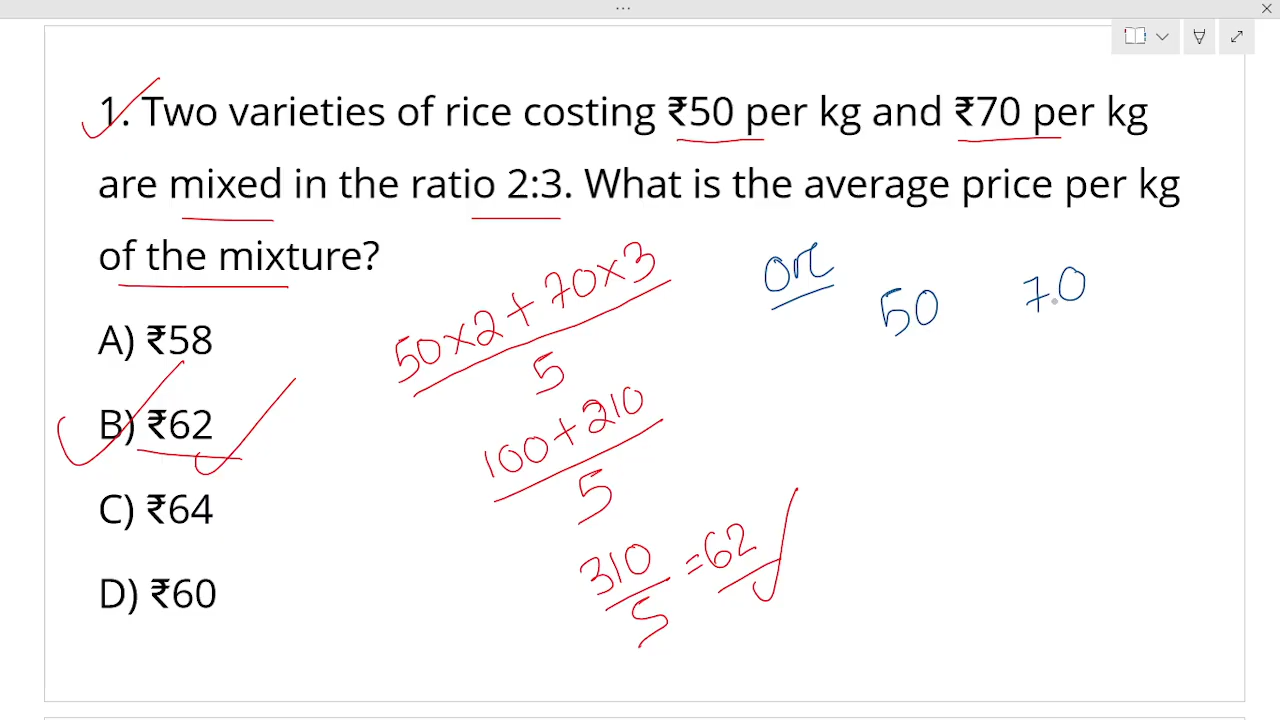 1. Two varieties of rice costing ₹50 per kg and ₹70 per kg
are mixed in the ratio 2:3. What is the average price per kg
of the mixture?
A) ₹58
B) ₹62
C) ₹64
D) ₹60
50×2+70×3
5
100+210
5
310
5
=62
OR
50 70